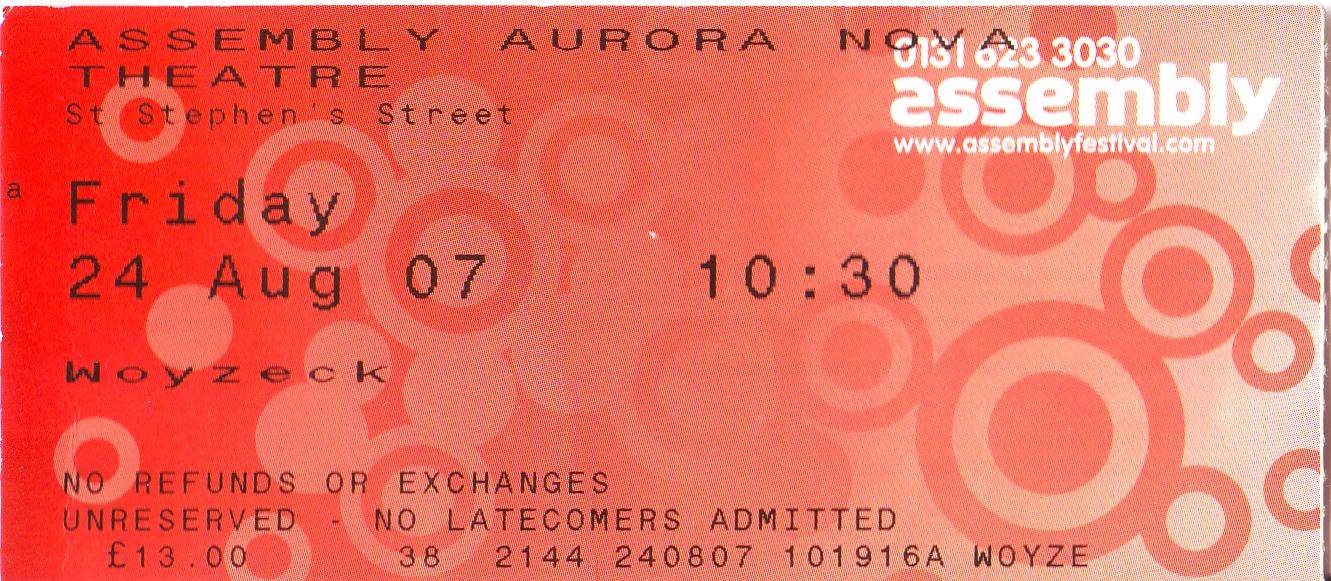 ASSEMBLY AURORA NOVA
THEATRE
St Stephen's Street
0131 623 3030
assembly
www.assemblyfestival.com
a
Friday
24 Aug 07 10:30
Woyzeck
NO REFUNDS OR EXCHANGES
UNRESERVED - NO LATECOMERS ADMITTED
£13.00 38 2144 240807 101916A WOYZE